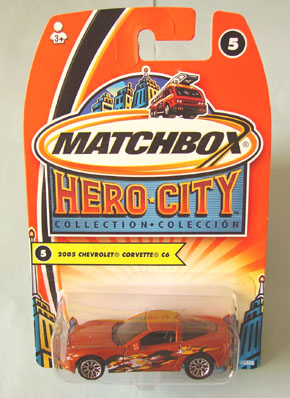 5
3+
MATCHBOX
HERO·CITY
COLLECTION·COLECCIÓN
5 2005 CHEVROLET® CORVETTE® C6